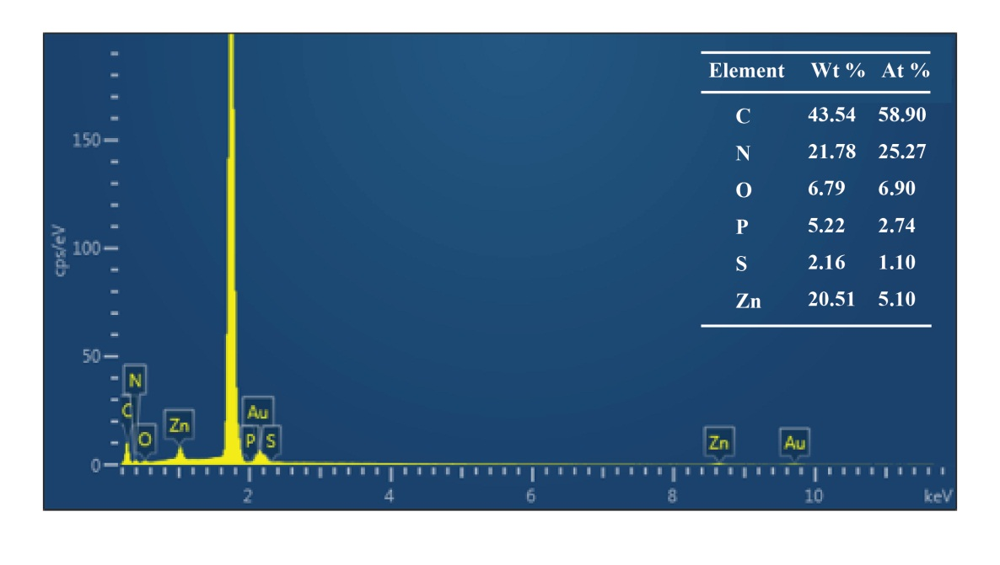 Element Wt % At %
C 43.54 58.90
N 21.78 25.27
O 6.79 6.90
P 5.22 2.74
S 2.16 1.10
Zn 20.51 5.10
150
100
50
0
cps/eV
N
C
O
Zn
Au
P S
Zn
Au
2 4 6 8 10 keV